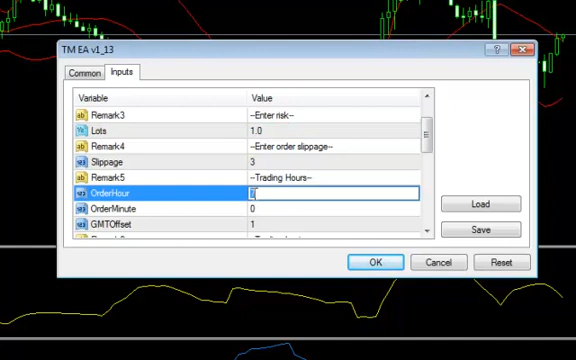 TM EA v1_13
Common Inputs
Variable Value
Remark3 --Enter risk--
Lots 1.0
Remark4 --Enter order slippage--
Slippage 3
Remark5 --Trading Hours--
OrderHour
OrderMinute 0
GMTOffset 1
Load
Save
OK Cancel Reset